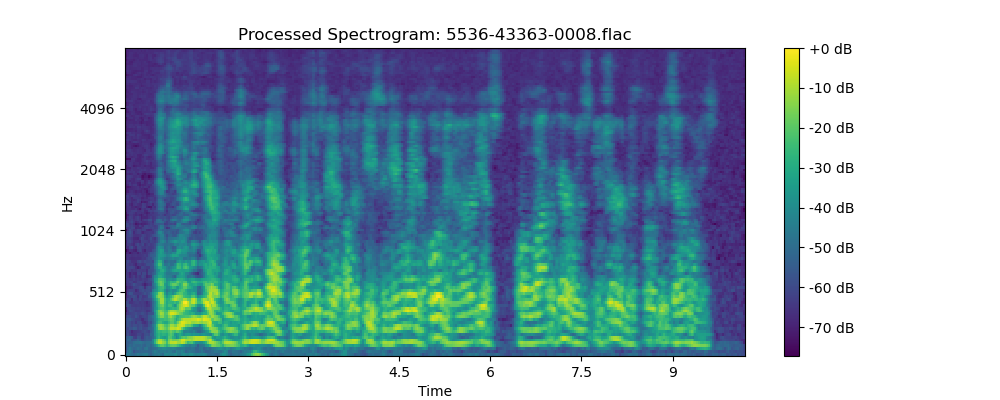 Processed Spectrogram: 5536-43363-0008.flac
Hz
4096
2048
1024
512
0
0 1.5 3 4.5 6 7.5 9
Time
+0 dB
-10 dB
-20 dB
-30 dB
-40 dB
-50 dB
-60 dB
-70 dB